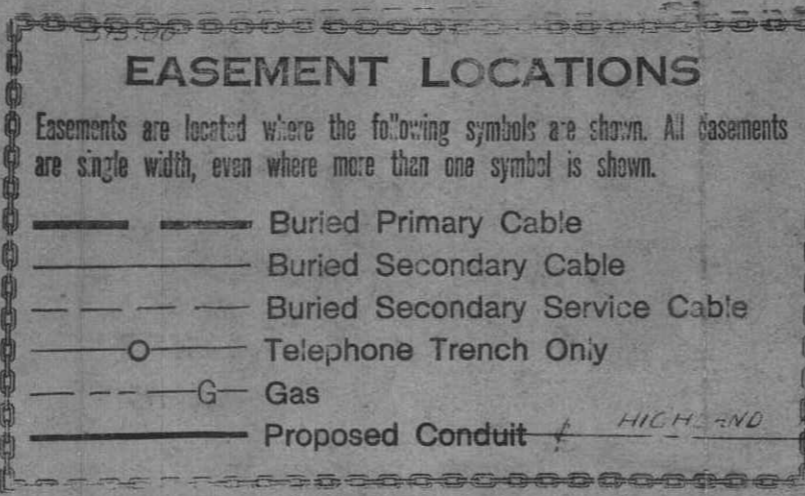 EASEMENT LOCATIONS
Easements are located where the following symbols are shown. All easements
are single width, even where more than one symbol is shown.
Buried Primary Cable
Buried Secondary Cable
Buried Secondary Service Cable
O Telephone Trench Only
G Gas
Proposed Conduit ℄ HIGHLAND